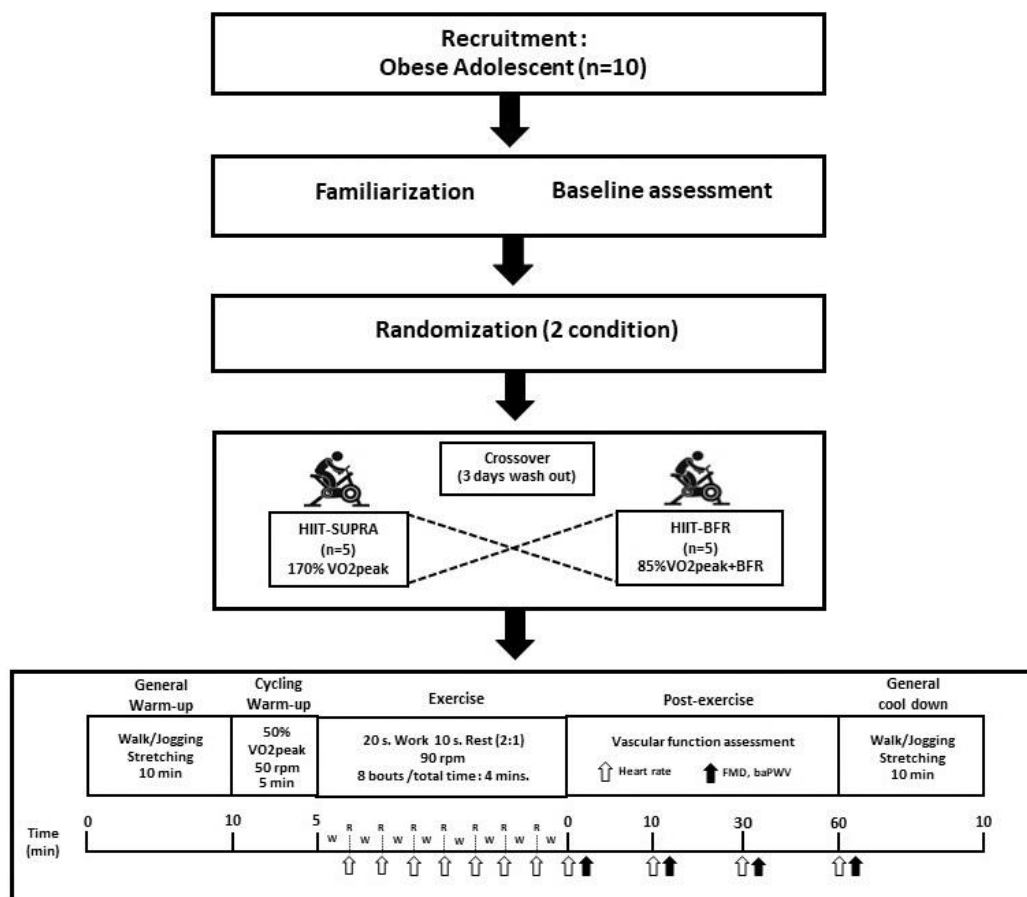 Recruitment :
Obese Adolescent (n=10)
Familiarization Baseline assessment
Randomization (2 condition)
Crossover
(3 days wash out)
HIIT-SUPRA
(n=5)
170% VO2peak
HIIT-BFR
(n=5)
85%VO2peak+BFR
General
Warm-up
Cycling
Warm-up
Exercise
Post-exercise
General
cool down
Walk/Jogging
Stretching
10 min
50%
VO2peak
50 rpm
5 min
20 s. Work 10 s. Rest (2:1)
90 rpm
8 bouts /total time: 4 mins.
Vascular function assessment
Heart rate FMD, baPWV
Walk/Jogging
Stretching
10 min
Time
(min)
0 10 5 0 10 30 60 10
R R R R R R R
W W W W W W W W